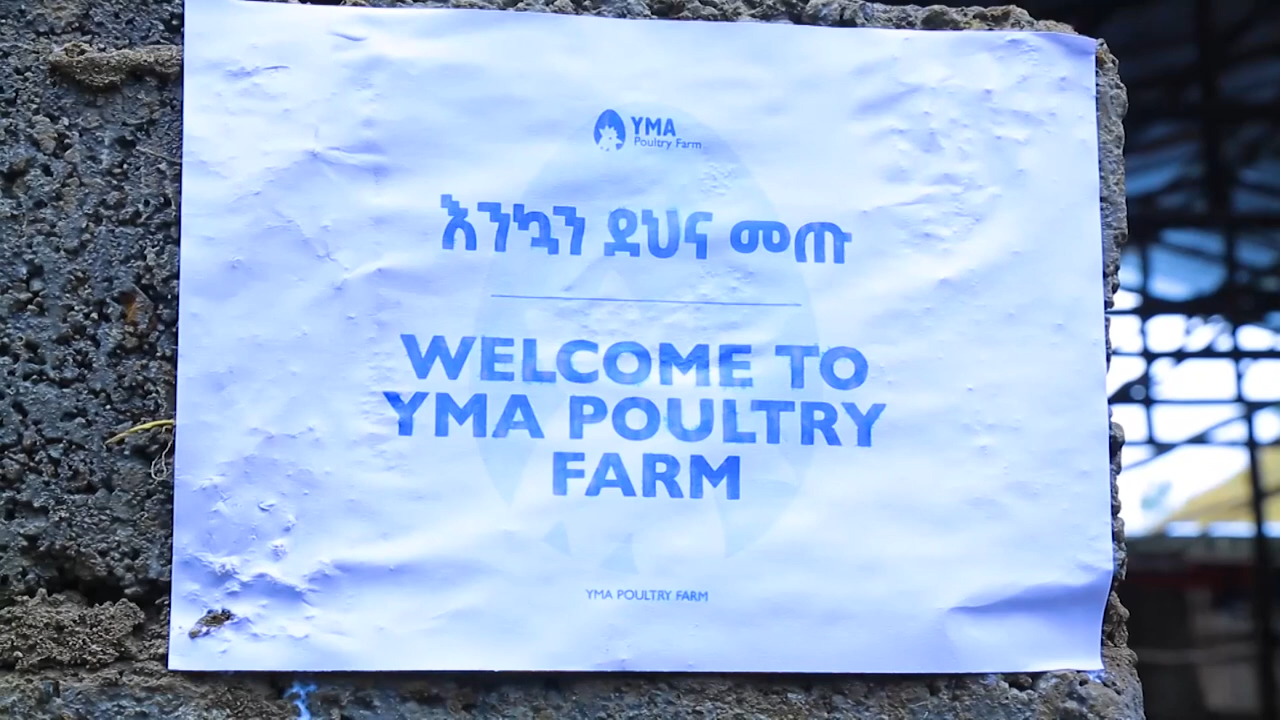 YMA
Poultry Farm
እንኳን ደህና መጡ
WELCOME TO
YMA POULTRY
FARM
YMA POULTRY FARM